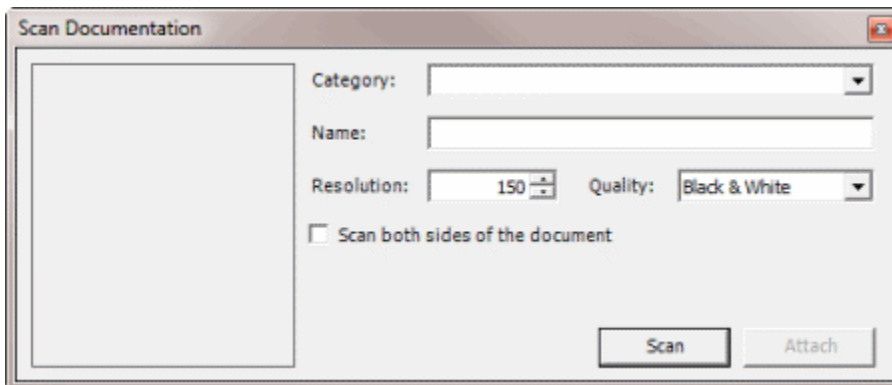 Scan Documentation
Category:
Name:
Resolution: 150 Quality: Black & White
Scan both sides of the document
Scan Attach